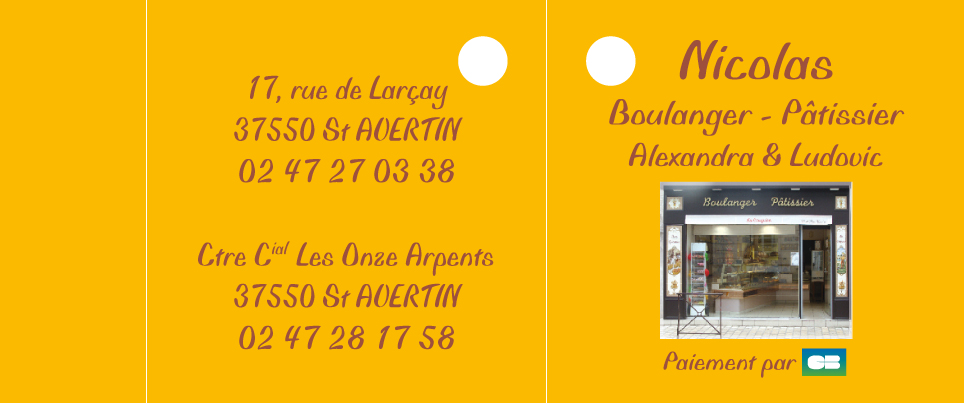 17, rue de Larçay
37550 St AVERTIN
02 47 27 03 38
Ctre Cial Les Onze Arpents
37550 St AVERTIN
02 47 28 17 58
Nicolas
Boulanger - Pâtissier
Alexandra & Ludovic
Boulanger Pâtissier
Paiement par CB